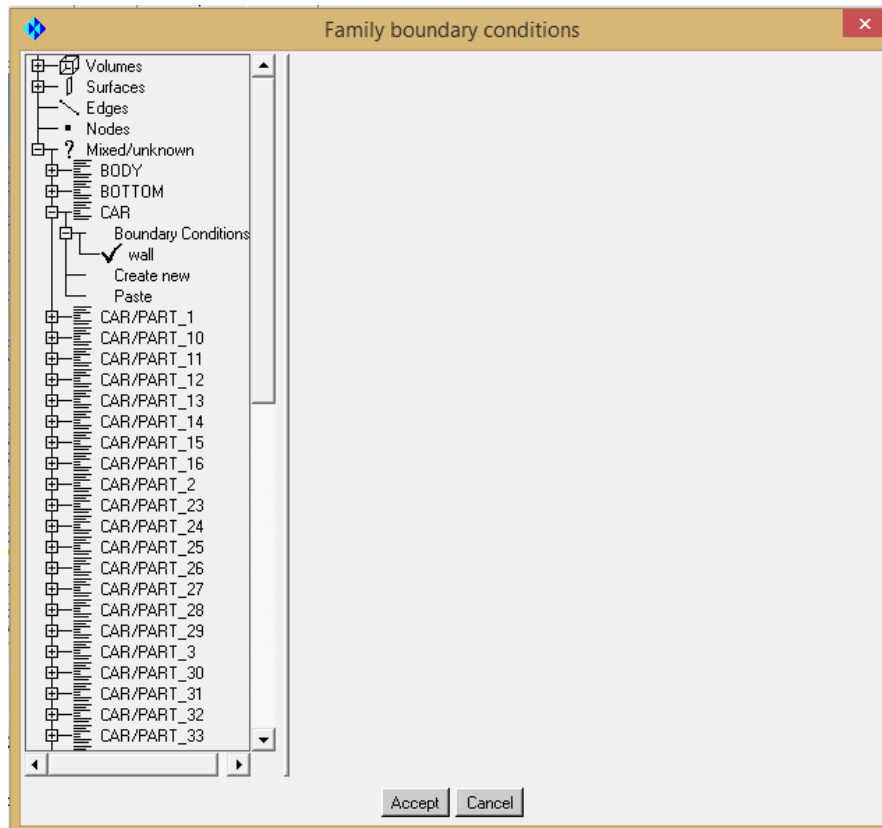 Family boundary conditions
Volumes
Surfaces
Edges
Nodes
? Mixed/unknown
BODY
BOTTOM
CAR
Boundary Conditions
wall
Create new
Paste
CAR/PART_1
CAR/PART_10
CAR/PART_11
CAR/PART_12
CAR/PART_13
CAR/PART_14
CAR/PART_15
CAR/PART_16
CAR/PART_2
CAR/PART_23
CAR/PART_24
CAR/PART_25
CAR/PART_26
CAR/PART_27
CAR/PART_28
CAR/PART_29
CAR/PART_3
CAR/PART_30
CAR/PART_31
CAR/PART_32
CAR/PART_33
Accept Cancel